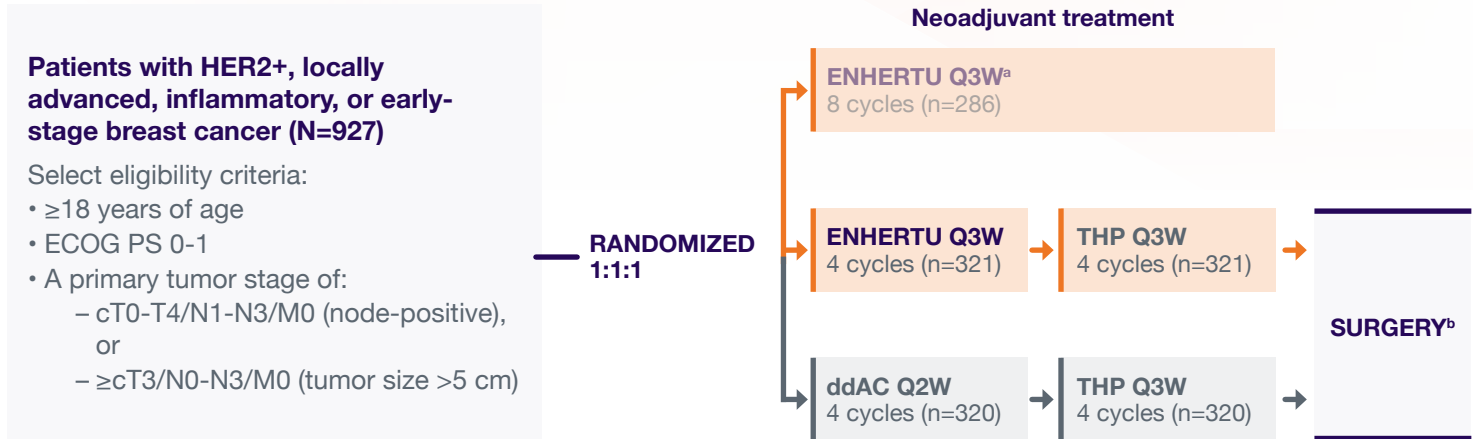 Neoadjuvant treatment
Patients with HER2+, locally
advanced, inflammatory, or early-
stage breast cancer (N=927)
Select eligibility criteria:
• ≥18 years of age
• ECOG PS 0-1
• A primary tumor stage of:
– cT0-T4/N1-N3/M0 (node-positive),
or
– ≥cT3/N0-N3/M0 (tumor size >5 cm)
RANDOMIZED
1:1:1
ENHERTU Q3Wᵃ
8 cycles (n=286)
ENHERTU Q3W
4 cycles (n=321)
THP Q3W
4 cycles (n=321)
ddAC Q2W
4 cycles (n=320)
THP Q3W
4 cycles (n=320)
SURGERYᵇ